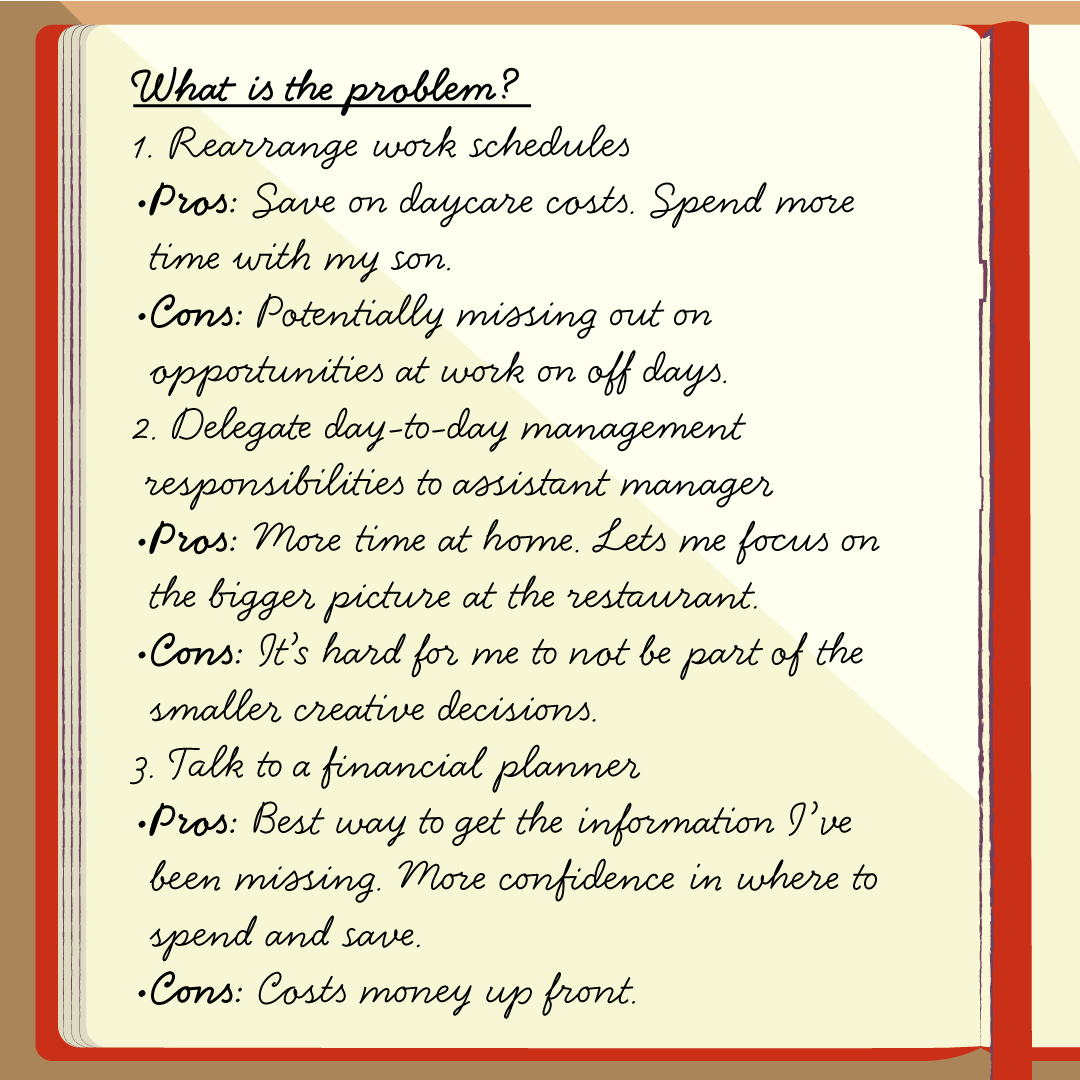 What is the problem?
1. Rearrange work schedules
•Pros: Save on daycare costs. Spend more
time with my son.
•Cons: Potentially missing out on
opportunities at work on off days.
2. Delegate day-to-day management
responsibilities to assistant manager
•Pros: More time at home. Lets me focus on
the bigger picture at the restaurant.
•Cons: It's hard for me to not be part of the
smaller creative decisions.
3. Talk to a financial planner
•Pros: Best way to get the information I've
been missing. More confidence in where to
spend and save.
•Cons: Costs money up front.